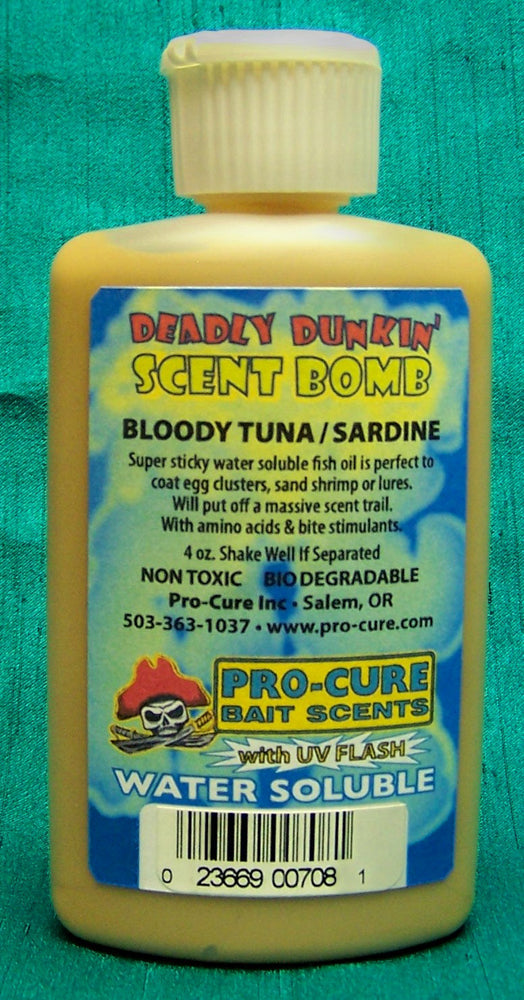 DEADLY DUNKIN'
SCENT BOMB
BLOODY TUNA / SARDINE
Super sticky water soluble fish oil is perfect to
coat egg clusters, sand shrimp or lures.
Will put off a massive scent trail.
With amino acids & bite stimulants.
4 oz. Shake Well If Separated
NON TOXIC BIO DEGRADABLE
Pro-Cure Inc • Salem, OR
503-363-1037 • www.pro-cure.com
PRO-CURE
BAIT SCENTS
with UV FLASH
WATER SOLUBLE
0 23669 00708 1